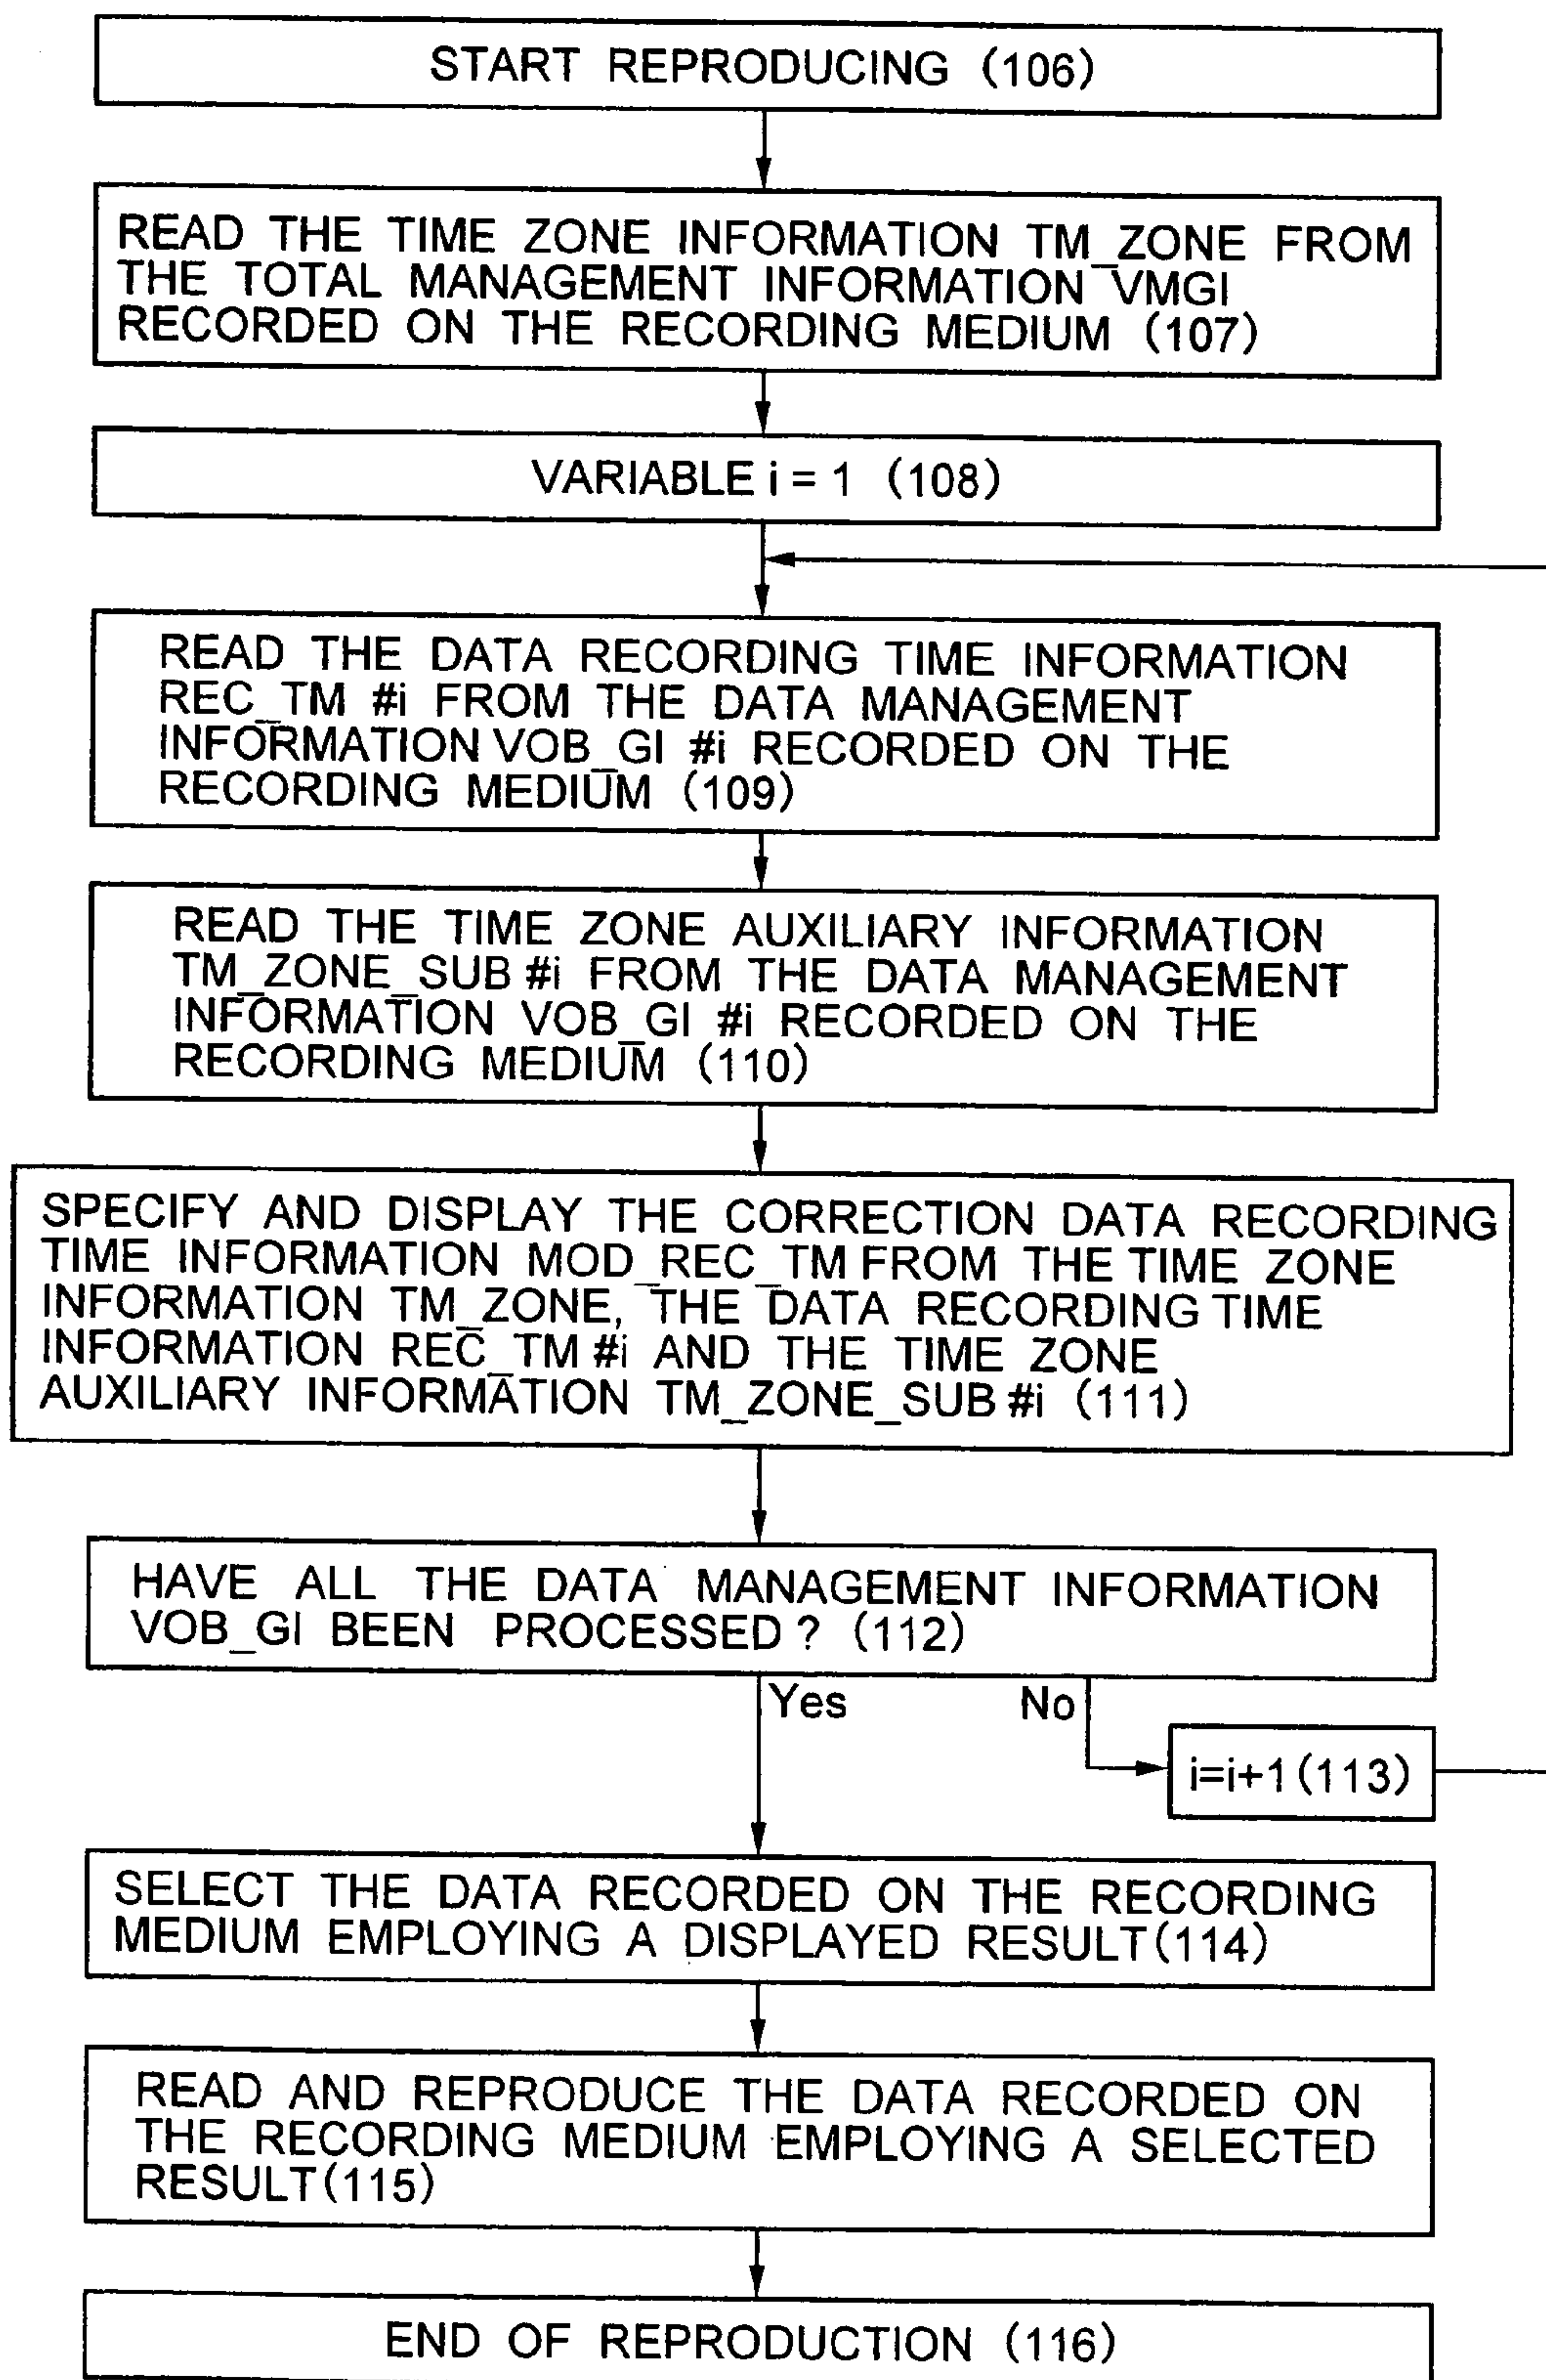 START REPRODUCING (106)
READ THE TIME ZONE INFORMATION TM_ZONE FROM
THE TOTAL MANAGEMENT INFORMATION VMGI
RECORDED ON THE RECORDING MEDIUM (107)
VARIABLE i = 1 (108)
READ THE DATA RECORDING TIME INFORMATION
REC_TM #i FROM THE DATA MANAGEMENT
INFORMATION VOB_GI #i RECORDED ON THE
RECORDING MEDIUM (109)
READ THE TIME ZONE AUXILIARY INFORMATION
TM_ZONE_SUB #i FROM THE DATA MANAGEMENT
INFORMATION VOB_GI #i RECORDED ON THE
RECORDING MEDIUM (110)
SPECIFY AND DISPLAY THE CORRECTION DATA RECORDING
TIME INFORMATION MOD_REC_TM FROM THE TIME ZONE
INFORMATION TM_ZONE, THE DATA RECORDING TIME
INFORMATION REC_TM #i AND THE TIME ZONE
AUXILIARY INFORMATION TM_ZONE_SUB #i (111)
HAVE ALL THE DATA MANAGEMENT INFORMATION
VOB_GI BEEN PROCESSED ? (112)
Yes No
i=i+1 (113)
SELECT THE DATA RECORDED ON THE RECORDING
MEDIUM EMPLOYING A DISPLAYED RESULT (114)
READ AND REPRODUCE THE DATA RECORDED ON
THE RECORDING MEDIUM EMPLOYING A SELECTED
RESULT (115)
END OF REPRODUCTION (116)